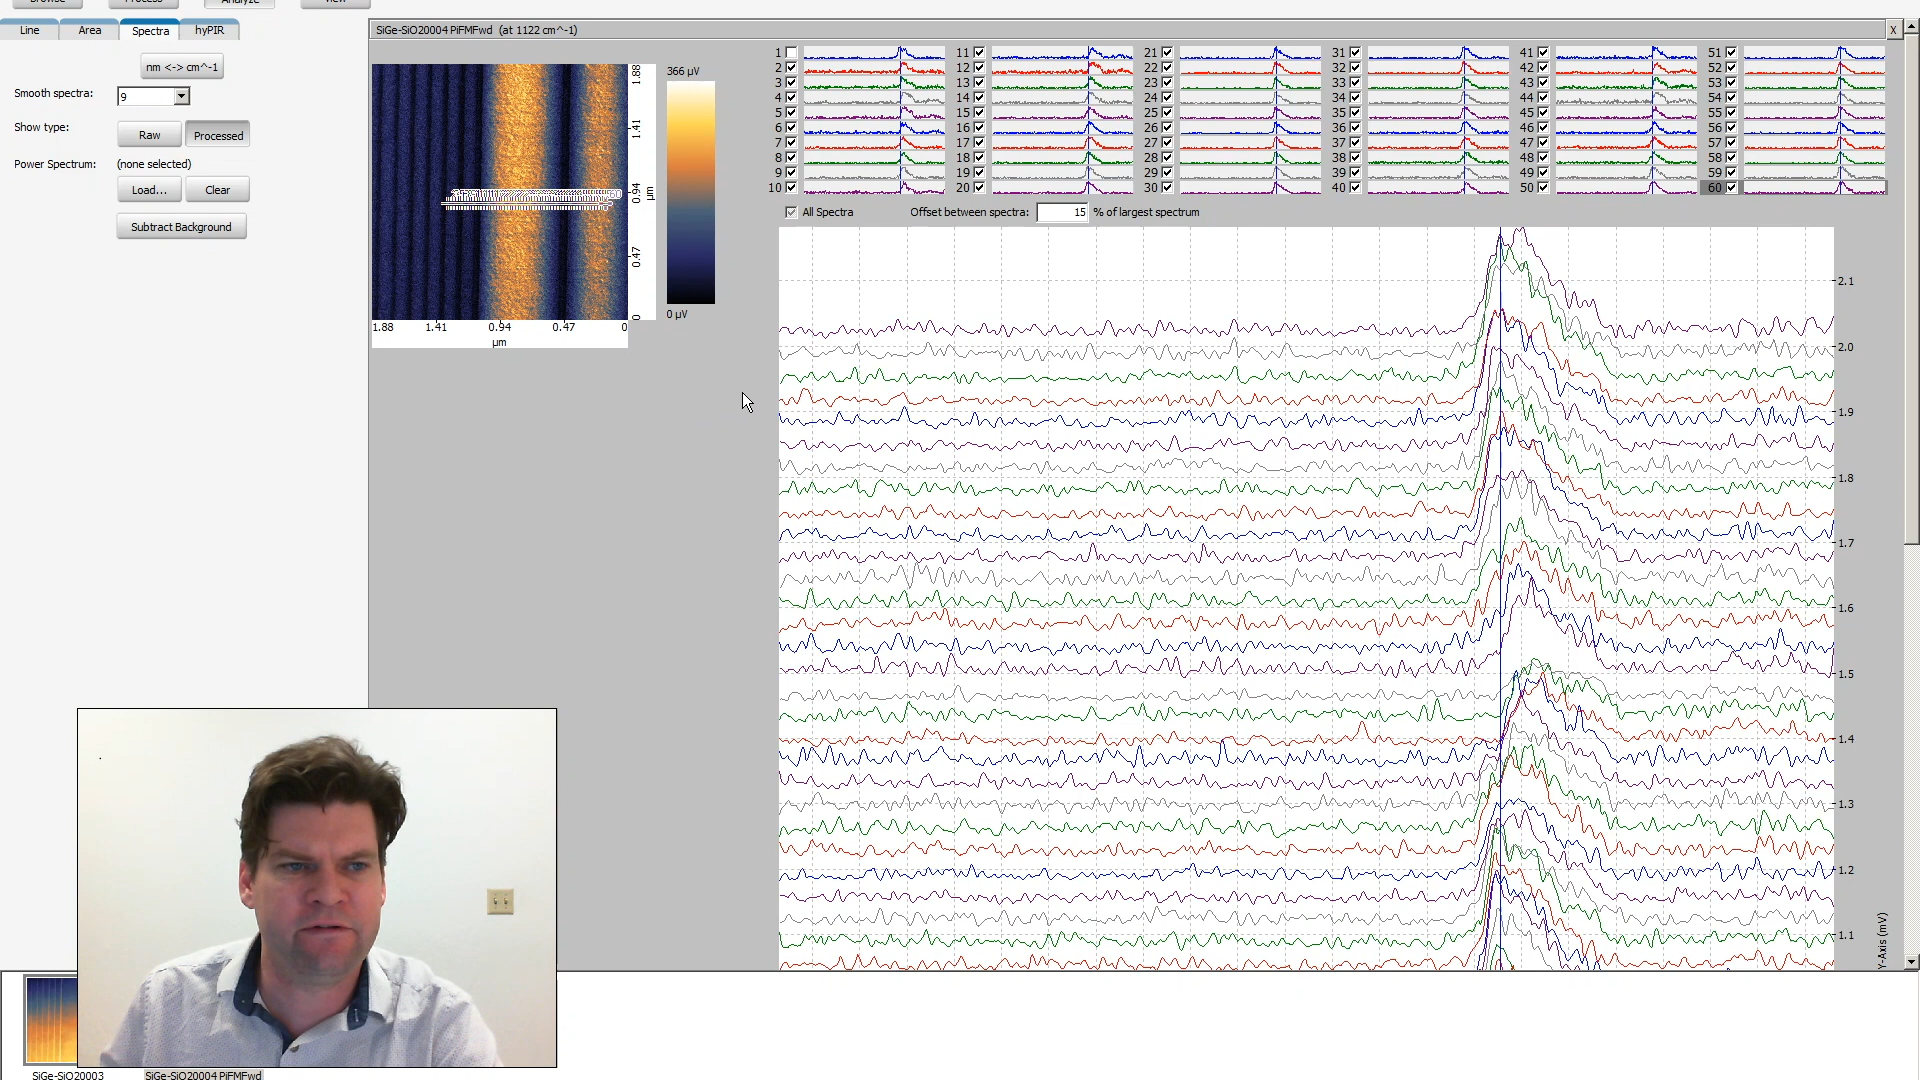 Browse Process Analyze View
Line Area Spectra hyPIR
SiGe-SiO20004 PiFMFwd (at 1122 cm^-1) X
nm <-> cm^-1
Smooth spectra: 9
Show type: Raw Processed
Power Spectrum: (none selected)
Load... Clear
Subtract Background
1.88
1.41
0.94
µm
0.47
0
1.88 1.41 0.94 0.47 0
µm
366 µV
0 µV
1 11 21 31 41 51
2 12 22 32 42 52
3 13 23 33 43 53
4 14 24 34 44 54
5 15 25 35 45 55
6 16 26 36 46 56
7 17 27 37 47 57
8 18 28 38 48 58
9 19 29 39 49 59
10 20 30 40 50 60
All Spectra Offset between spectra: 15 % of largest spectrum
2.1
2.0
1.9
1.8
1.7
1.6
1.5
1.4
1.3
1.2
1.1
Y-Axis (mV)
SiGe-SiO20003 SiGe-SiO20004 PiFMFwd